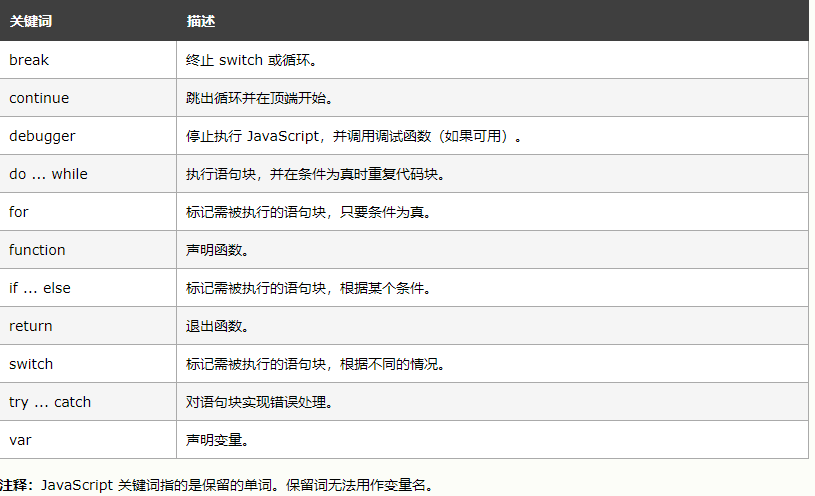 关键词 描述
break 终止 switch 或循环。
continue 跳出循环并在顶端开始。
debugger 停止执行 JavaScript，并调用调试函数（如果可用）。
do ... while 执行语句块，并在条件为真时重复代码块。
for 标记需被执行的语句块，只要条件为真。
function 声明函数。
if ... else 标记需被执行的语句块，根据某个条件。
return 退出函数。
switch 标记需被执行的语句块，根据不同的情况。
try ... catch 对语句块实现错误处理。
var 声明变量。
注释：JavaScript 关键词指的是保留的单词。保留词无法用作变量名。